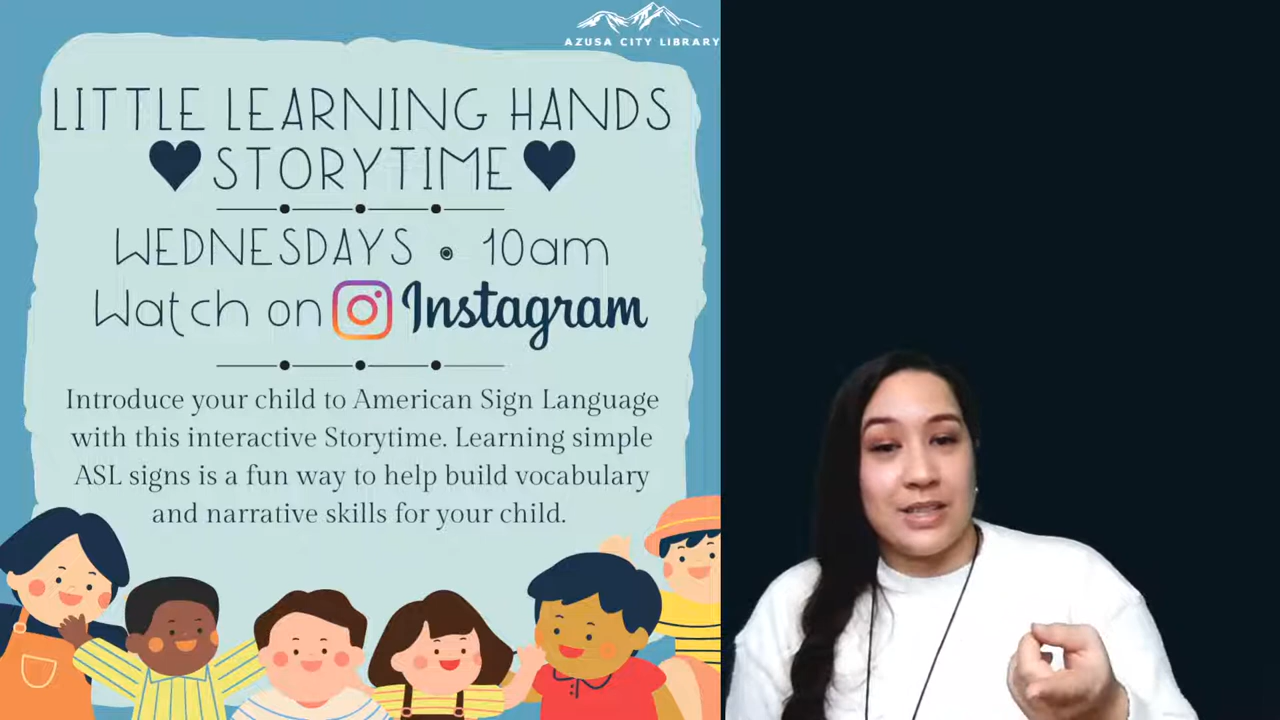 AZUSA CITY LIBRARY
LITTLE LEARNING HANDS
STORYTIME
WEDNESDAYS • 10am
Watch on Instagram
Introduce your child to American Sign Language
with this interactive Storytime. Learning simple
ASL signs is a fun way to help build vocabulary
and narrative skills for your child.